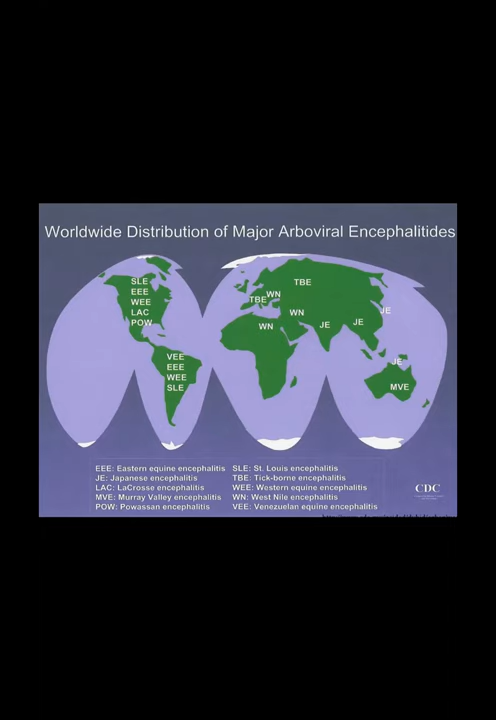 Worldwide Distribution of Major Arboviral Encephalitides
SLE
EEE
WEE
LAC
POW
VEE
EEE
WEE
SLE
TBE
WN
TBE
WN
WN
JE
JE
JE
JE
MVE
EEE: Eastern equine encephalitis
JE: Japanese encephalitis
LAC: LaCrosse encephalitis
MVE: Murray Valley encephalitis
POW: Powassan encephalitis
SLE: St. Louis encephalitis
TBE: Tick-borne encephalitis
WEE: Western equine encephalitis
WN: West Nile encephalitis
VEE: Venezuelan equine encephalitis
CDC